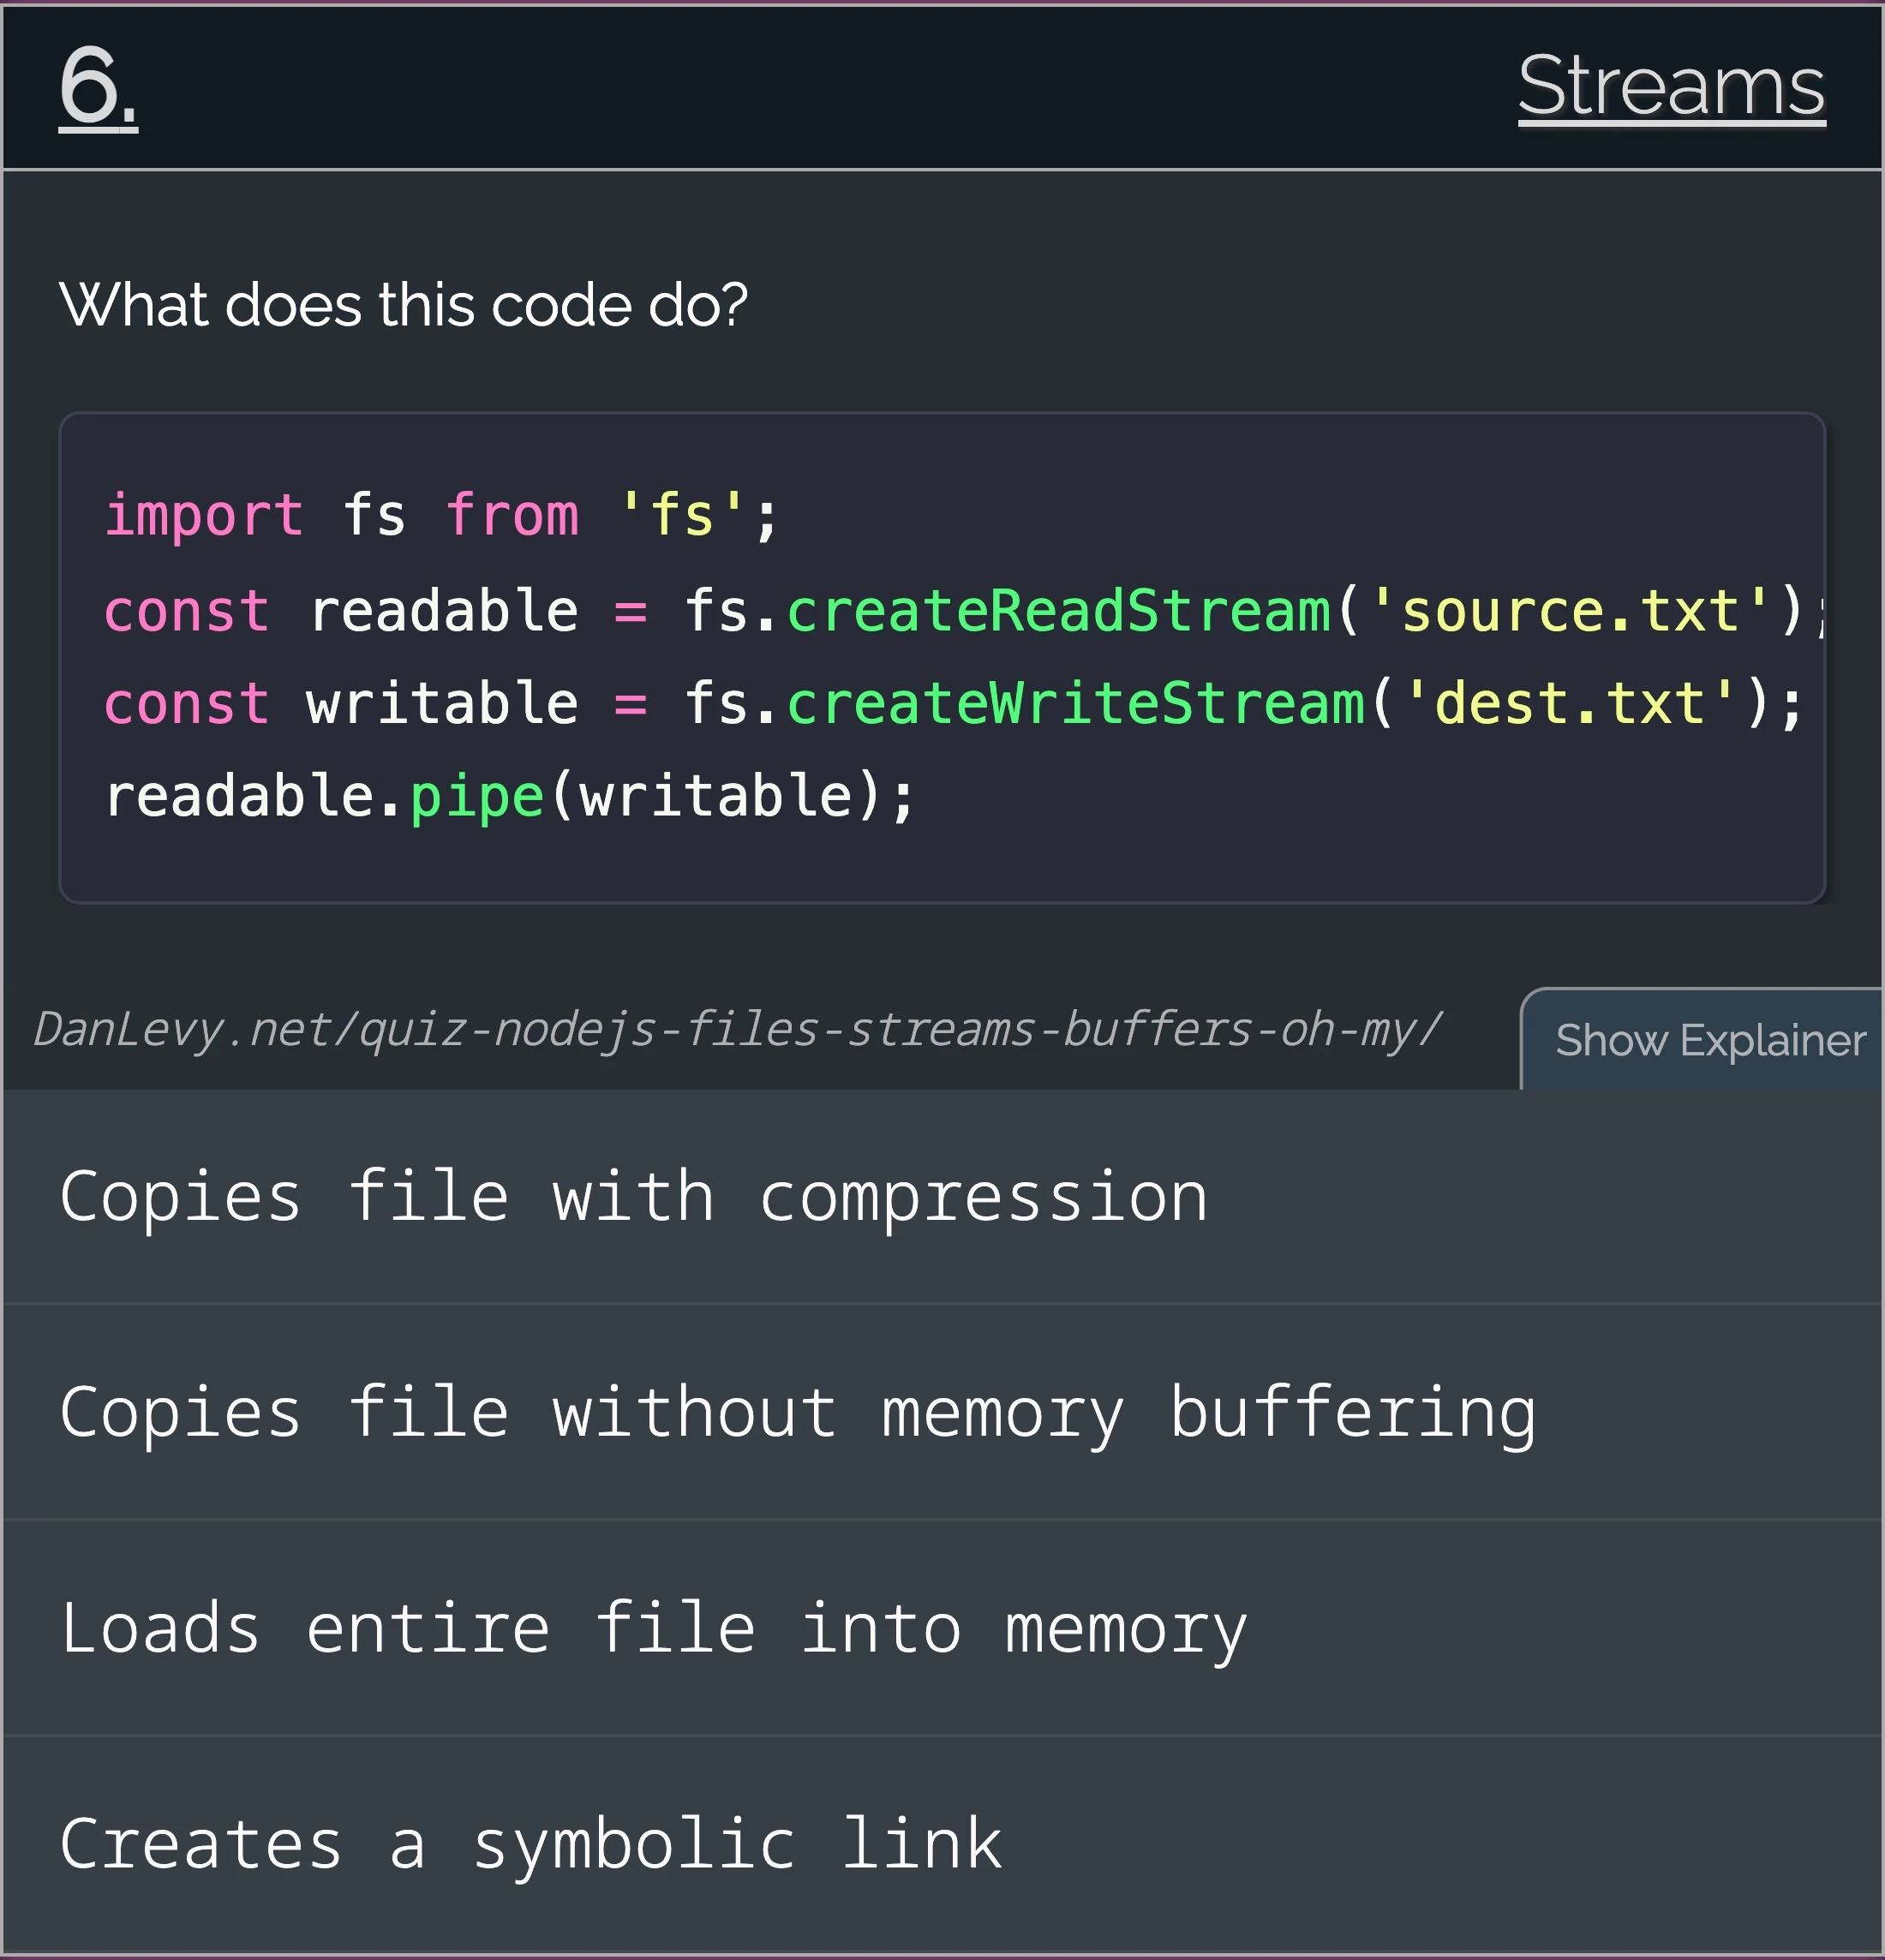 6.
Streams
What does this code do?
import fs from 'fs';
const readable = fs.createReadStream('source.txt');
const writable = fs.createWriteStream('dest.txt');
readable.pipe(writable);
DanLevy.net/quiz-nodejs-files-streams-buffers-oh-my/
Show Explainer
Copies file with compression
Copies file without memory buffering
Loads entire file into memory
Creates a symbolic link